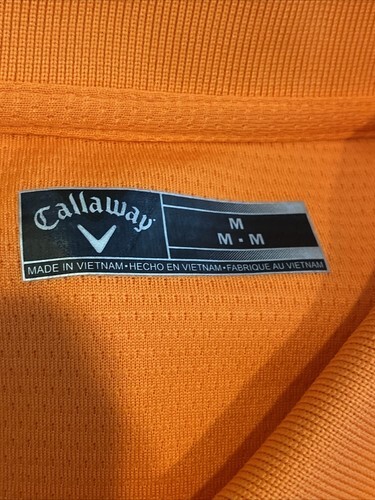 Callaway
M
M • M
MADE IN VIETNAM•HECHO EN VIETNAM•FABRIQUE AU VIETNAM